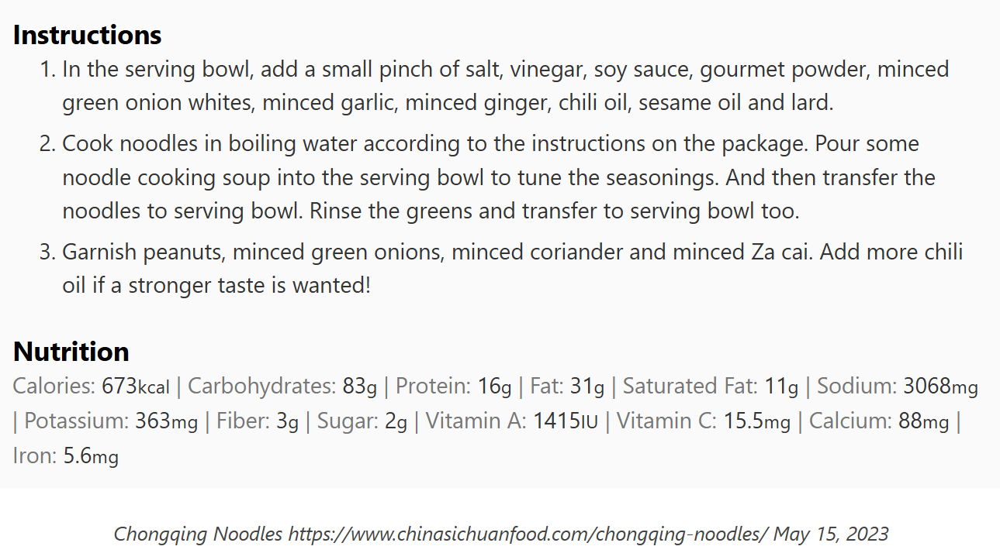 Instructions
1. In the serving bowl, add a small pinch of salt, vinegar, soy sauce, gourmet powder, minced
green onion whites, minced garlic, minced ginger, chili oil, sesame oil and lard.
2. Cook noodles in boiling water according to the instructions on the package. Pour some
noodle cooking soup into the serving bowl to tune the seasonings. And then transfer the
noodles to serving bowl. Rinse the greens and transfer to serving bowl too.
3. Garnish peanuts, minced green onions, minced coriander and minced Za cai. Add more chili
oil if a stronger taste is wanted!
Nutrition
Calories: 673kcal | Carbohydrates: 83g | Protein: 16g | Fat: 31g | Saturated Fat: 11g | Sodium: 3068mg
| Potassium: 363mg | Fiber: 3g | Sugar: 2g | Vitamin A: 1415IU | Vitamin C: 15.5mg | Calcium: 88mg |
Iron: 5.6mg
Chongqing Noodles https://www.chinasichuanfood.com/chongqing-noodles/ May 15, 2023